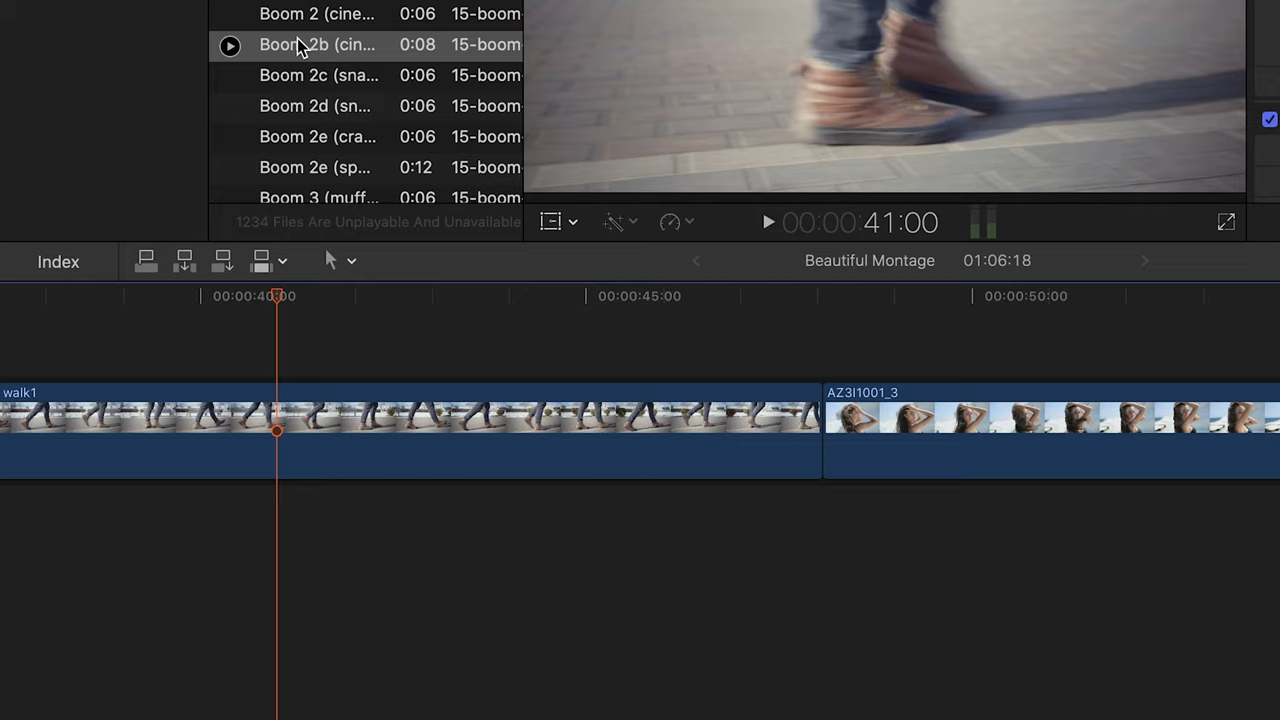 Boom 2 (cine... 0:06 15-boom-
Boom 2b (cin... 0:08 15-boom-
Boom 2c (sna... 0:06 15-boom-
Boom 2d (sn... 0:06 15-boom-
Boom 2e (cra... 0:06 15-boom-
Boom 2e (sp... 0:12 15-boom-
Boom 3 (muff... 0:06 15-boom-
1234 Files Are Unplayable And Unavailable
00:00:41:00
Index
Beautiful Montage 01:06:18
00:00:40:00 00:00:45:00 00:00:50:00
walk1 AZ3I1001_3